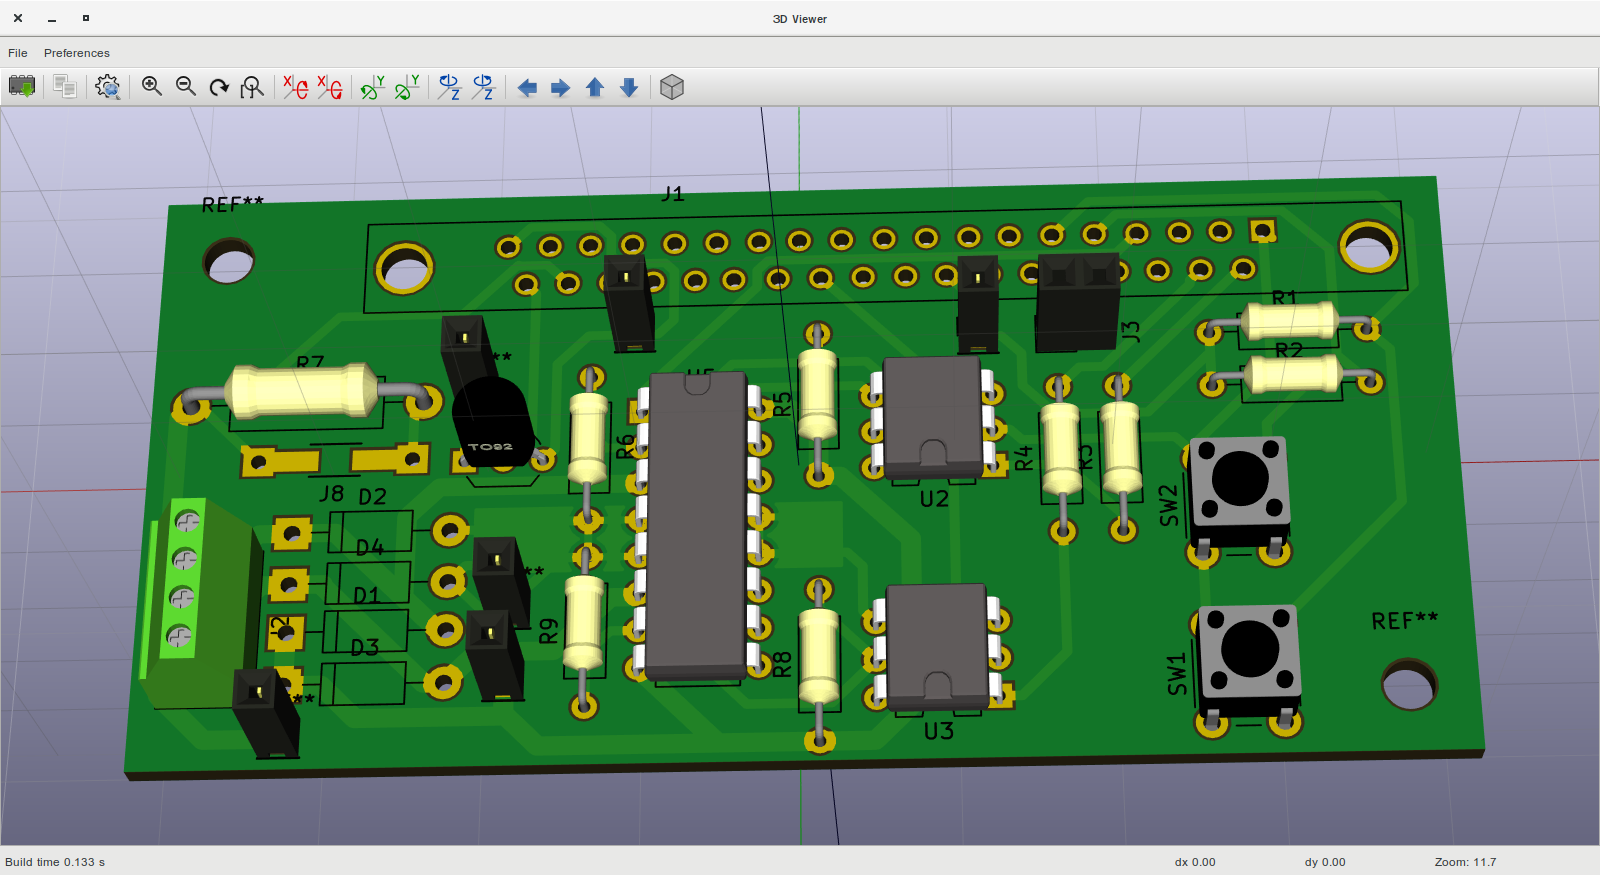 3D Viewer
File Preferences
X X Y Y Z Z
J1
REF**
R1
J3
R2
**
R7
U5
R5
R6
R4
R3
TO92
J8
D2
U2
SW2
D4
**
D1
R9
REF**
D3
R8
SW1
**
U3
Build time 0.133 s
dx 0.00
dy 0.00
Zoom: 11.7